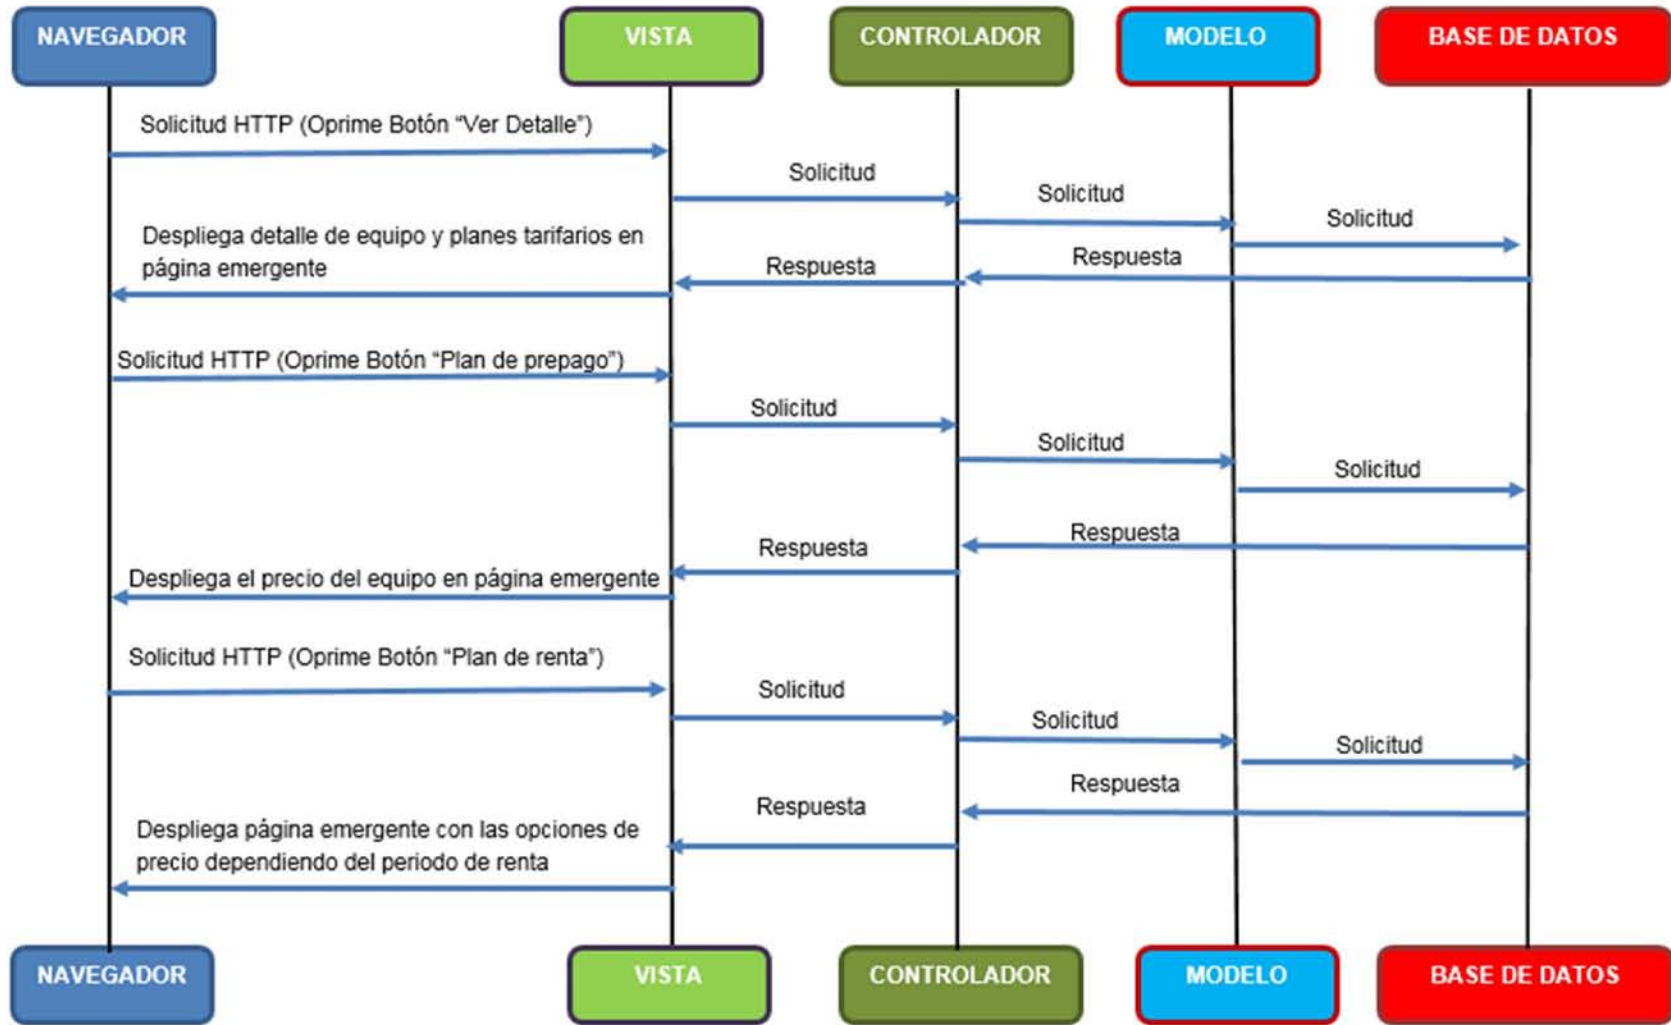 NAVEGADOR
VISTA
CONTROLADOR
MODELO
BASE DE DATOS
Solicitud HTTP (Oprime Botón “Ver Detalle”)
Solicitud
Solicitud
Solicitud
Respuesta
Respuesta
Despliega detalle de equipo y planes tarifarios en
página emergente
Solicitud HTTP (Oprime Botón “Plan de prepago”)
Solicitud
Solicitud
Solicitud
Respuesta
Respuesta
Despliega el precio del equipo en página emergente
Solicitud HTTP (Oprime Botón “Plan de renta”)
Solicitud
Solicitud
Solicitud
Respuesta
Respuesta
Despliega página emergente con las opciones de
precio dependiendo del periodo de renta
NAVEGADOR
VISTA
CONTROLADOR
MODELO
BASE DE DATOS